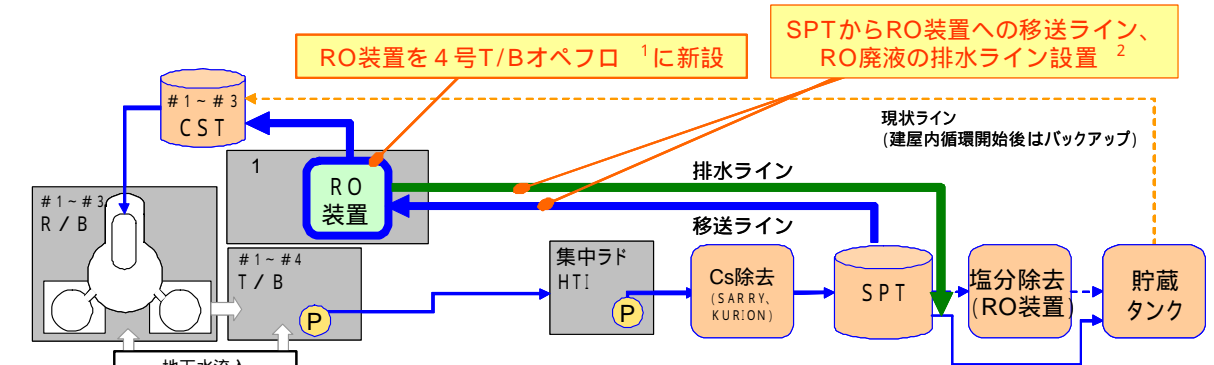 SPTからRO装置への移送ライン、
RO廃液の排水ライン設置 2
RO装置を4号T/Bオペフロ 1に新設
#1~#3
CST
現状ライン
(建屋内循環開始後はバックアップ)
1
RO
装置
排水ライン
移送ライン
#1~#3
R/B
#1~#4
T/B
P
集中ラド
HTI
P
Cs除去
(SARRY、
KURION)
SPT
塩分除去
(RO装置)
貯蔵
タンク
地下水流入